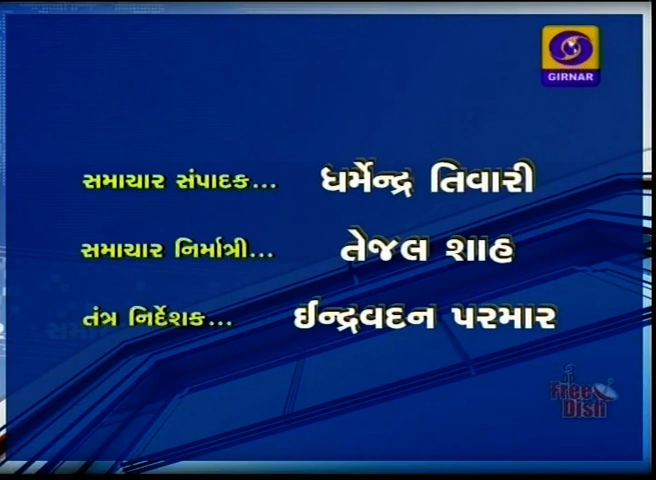 GIRNAR
સમાચાર સંપાદક... ધર્મેન્દ્ર તિવારી
સમાચાર નિર્માત્રી... તેજલ શાહ
તંત્ર નિર્દેશક... ઈન્દ્રવદન પરમાર
Free
Dish